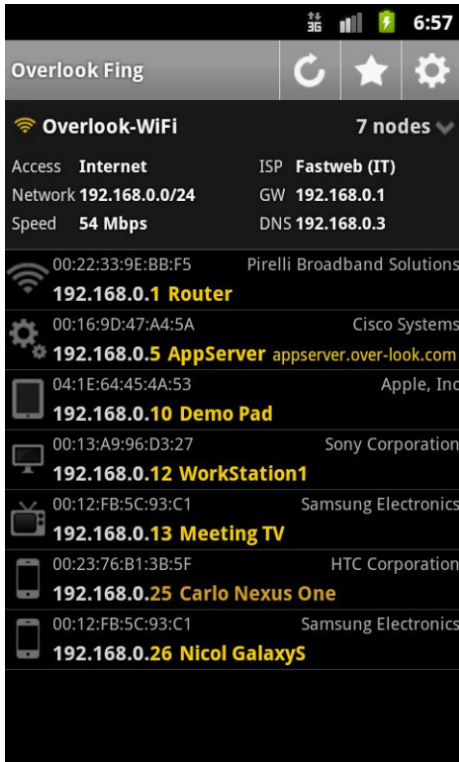 3G 6:57
Overlook Fing
Overlook-WiFi 7 nodes
Access Internet ISP Fastweb (IT)
Network 192.168.0.0/24 GW 192.168.0.1
Speed 54 Mbps DNS 192.168.0.3
00:22:33:9E:BB:F5 Pirelli Broadband Solutions
192.168.0.1 Router
00:16:9D:47:A4:5A Cisco Systems
192.168.0.5 AppServer appserver.over-look.com
04:1E:64:45:4A:53 Apple, Inc
192.168.0.10 Demo Pad
00:13:A9:96:D3:27 Sony Corporation
192.168.0.12 WorkStation1
00:12:FB:5C:93:C1 Samsung Electronics
192.168.0.13 Meeting TV
00:23:76:B1:3B:5F HTC Corporation
192.168.0.25 Carlo Nexus One
00:12:FB:5C:93:C1 Samsung Electronics
192.168.0.26 Nicol GalaxyS